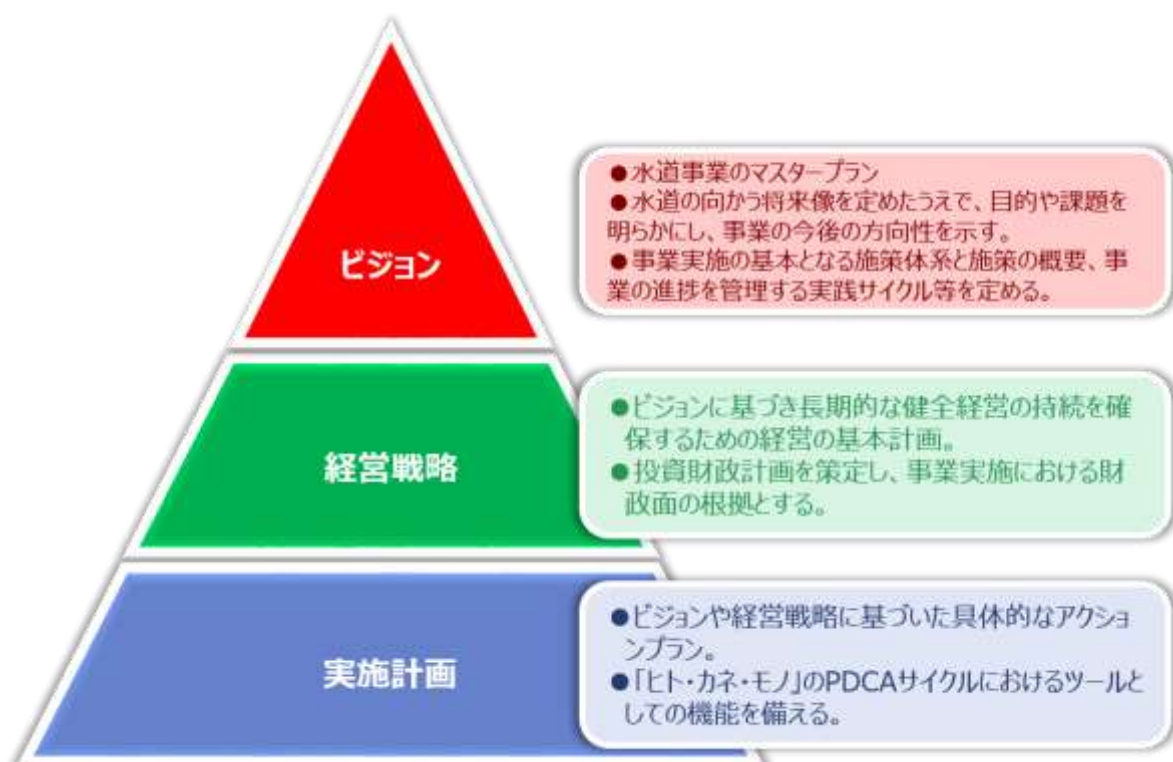 ビジョン
●水道事業のマスタープラン
●水道の向かう将来像を定めたうえで、目的や課題を
明らかにし、事業の今後の方向性を示す。
●事業実施の基本となる施策体系と施策の概要、事
業の進捗を管理する実践サイクル等を定める。
経営戦略
●ビジョンに基づき長期的な健全経営の持続を確
保するための経営の基本計画。
●投資財政計画を策定し、事業実施における財
政面の根拠とする。
実施計画
●ビジョンや経営戦略に基づいた具体的なアクショ
ンプラン。
●「ヒト・カネ・モノ」のPDCAサイクルにおけるツールと
しての機能を備える。